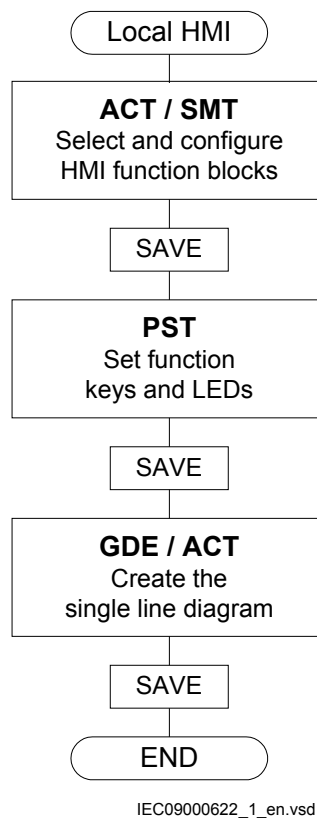 Local HMI
ACT / SMT
Select and configure
HMI function blocks
SAVE
PST
Set function
keys and LEDs
SAVE
GDE / ACT
Create the
single line diagram
SAVE
END
IEC09000622_1_en.vsd